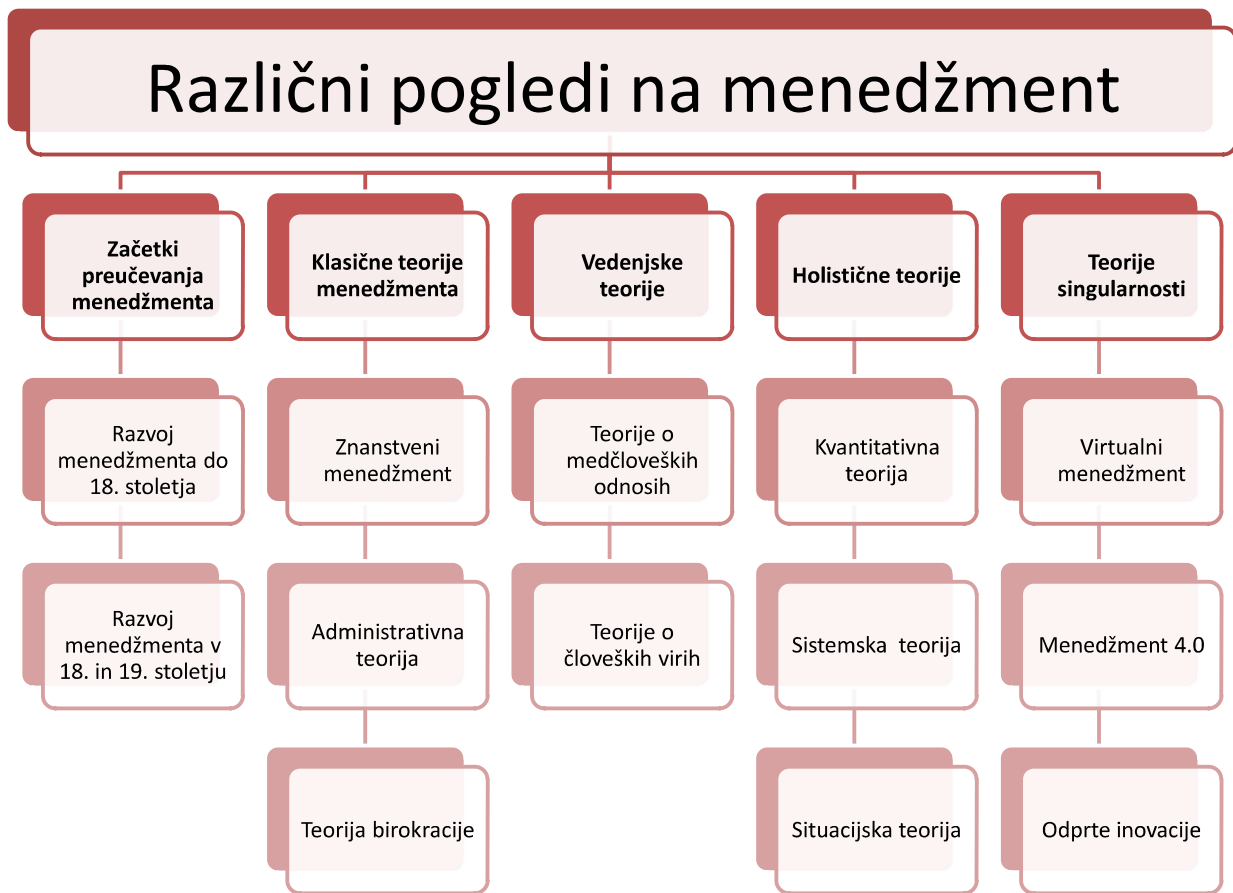 Različni pogledi na menedžment
Začetki
preučevanja
menedžmenta
Razvoj
menedžmenta do
18. stoletja
Razvoj
menedžmenta v
18. in 19. stoletju
Klasične teorije
menedžmenta
Znanstveni
menedžment
Administrativna
teorija
Teorija birokracije
Vedenjske
teorije
Teorije o
medčloveških
odnosih
Teorije o
človeških virih
Holistične teorije
Kvantitativna
teorija
Sistemska  teorija
Situacijska teorija
Teorije
singularnosti
Virtualni
menedžment
Menedžment 4.0
Odprte inovacije